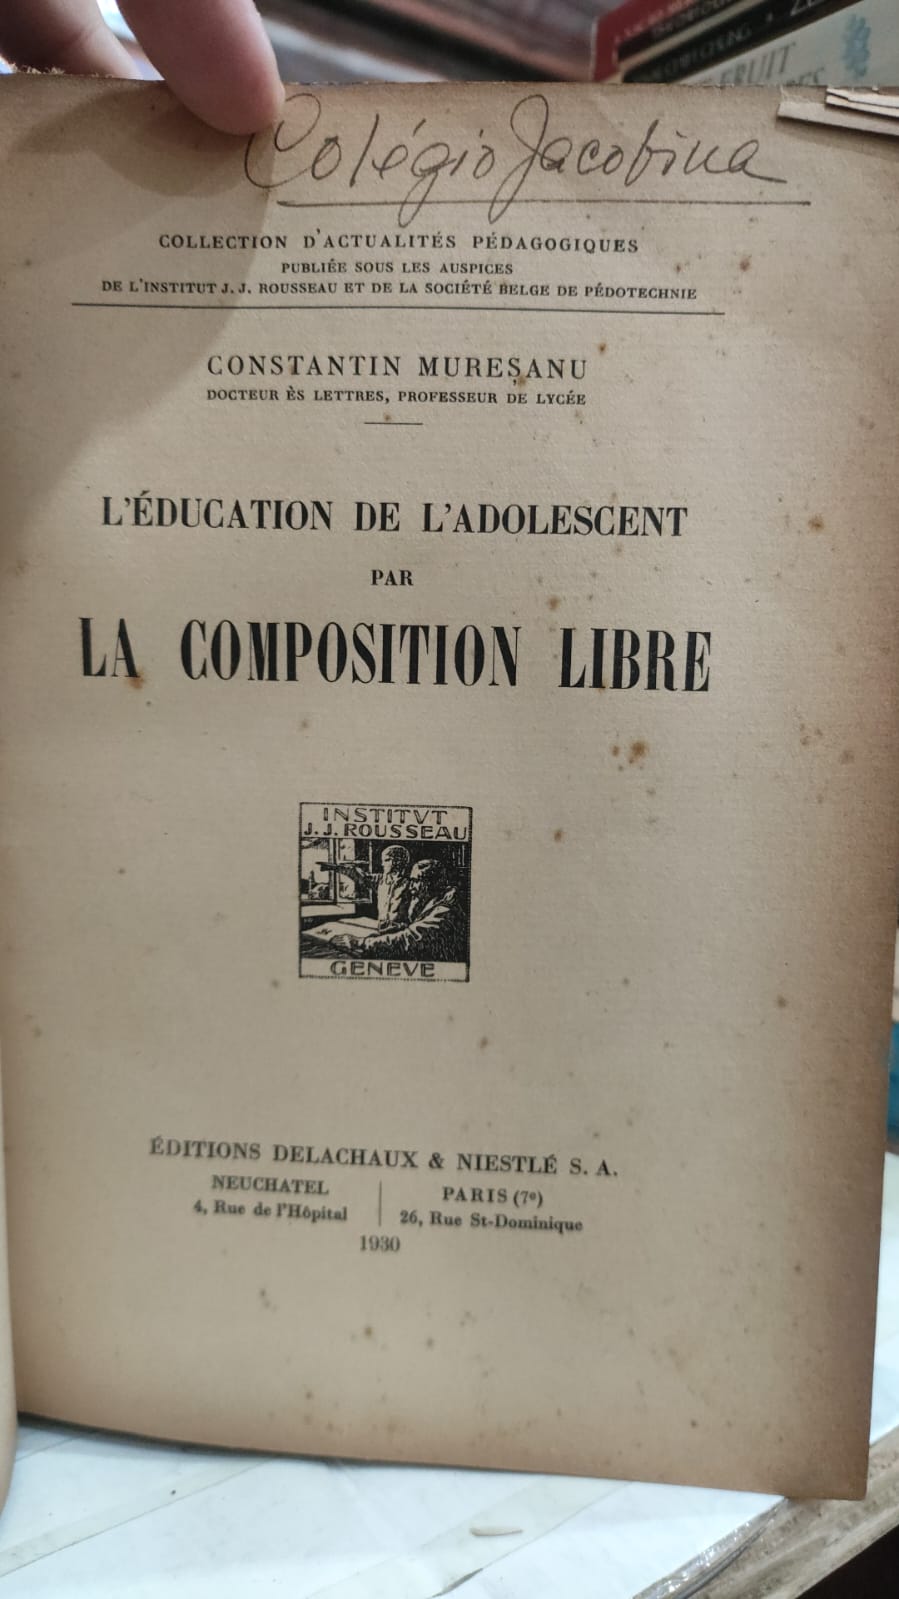 FRUIT
Colégio Jacobina
COLLECTION D'ACTUALITÉS PÉDAGOGIQUES
PUBLIÉE SOUS LES AUSPICES
DE L'INSTITUT J. J. ROUSSEAU ET DE LA SOCIÉTÉ BELGE DE PÉDOTECHNIE
CONSTANTIN MUREȘANU
DOCTEUR ÈS LETTRES, PROFESSEUR DE LYCÉE
L'ÉDUCATION DE L'ADOLESCENT
PAR
LA COMPOSITION LIBRE
INSTITVT
J. J. ROUSSEAU
GENEVE
ÉDITIONS DELACHAUX & NIESTLÉ S. A.
NEUCHATEL
4, Rue de l'Hôpital
PARIS (7e)
26, Rue St-Dominique
1930